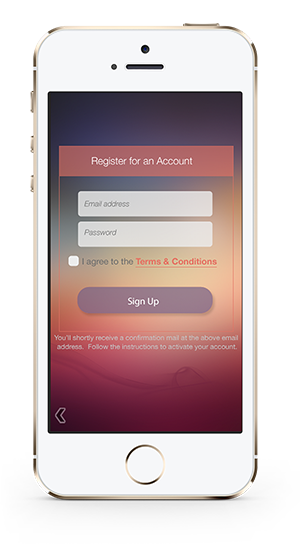 Register for an Account
Email address
Password
I agree to the Terms & Conditions
Sign Up
You'll shortly receive a confirmation mail at the above email
address. Follow the instructions to activate your account.